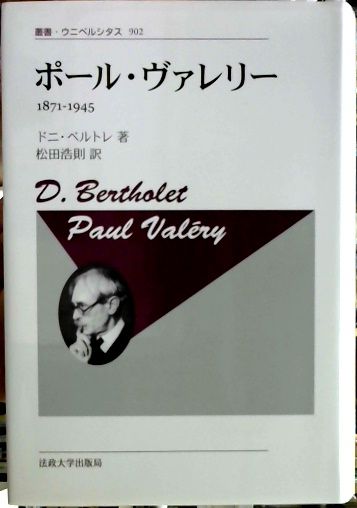 叢書・ウニベルシタス 902
ポール・ヴァレリー
1871-1945
ドニ・ベルトレ 著
松田浩則 訳
D. Bertholet
Paul Valéry
法政大学出版局